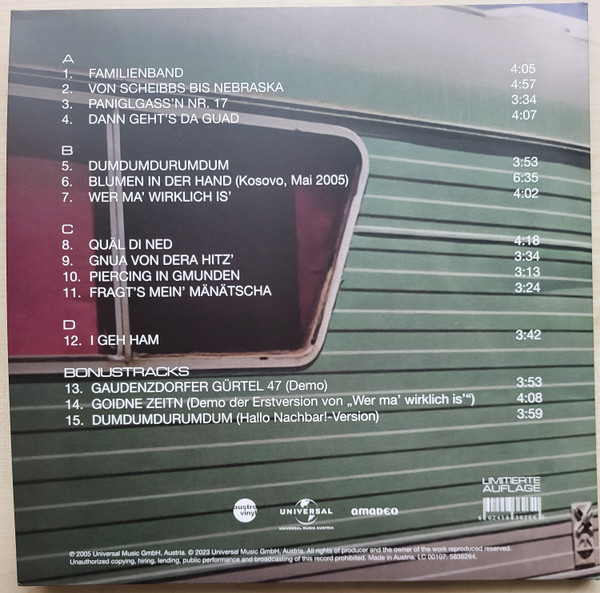 A
1. FAMILIENBAND 4:05
2. VON SCHEIBBS BIS NEBRASKA 4:57
3. PANIGLGASS'N NR. 17 3:34
4. DANN GEHT'S DA GUAD 4:07
B
5. DUMDUMDURUMDUM 3:53
6. BLUMEN IN DER HAND (Kosovo, Mai 2005) 6:35
7. WER MA' WIRKLICH IS' 4:02
C
8. QUÄL DI NED 4:18
9. GNUA VON DERA HITZ' 3:34
10. PIERCING IN GMUNDEN 3:13
11. FRAGT'S MEIN' MÄNÄTSCHA 3:24
D
12. I GEH HAM 3:42
BONUSTRACKS
13. GAUDENZDORFER GÜRTEL 47 (Demo) 3:53
14. GOIDNE ZEITN (Demo der Erstversion von „Wer ma' wirklich is'“) 4:08
15. DUMDUMDURUMDUM (Hallo Nachbar!-Version) 3:59
LIMITIERTE
AUFLAGE
austro
vinyl
UNIVERSAL
UNIVERSAL MUSIC AUSTRIA
amadeo
℗ 2005 Universal Music GmbH, Austria. © 2023 Universal Music GmbH, Austria. All rights of producer and the owner of the work reproduced reserved.
Unauthorized copying, hiring, lending, public performance and broadcasting of this record prohibited. Made in Austria. LC 00107. 5836264.